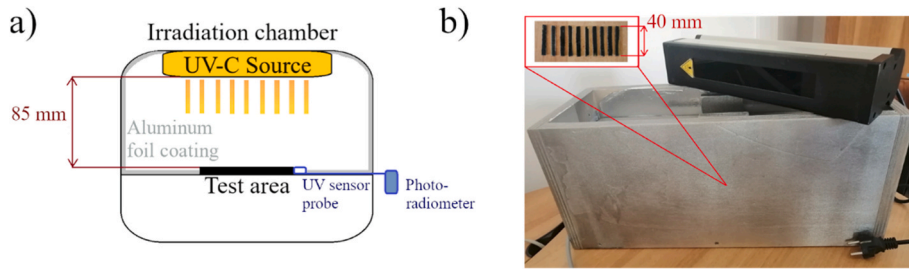 a)
Irradiation chamber
UV-C Source
85 mm
Aluminum
foil coating
Test area
UV sensor
probe
Photo-
radiometer
b)
40 mm